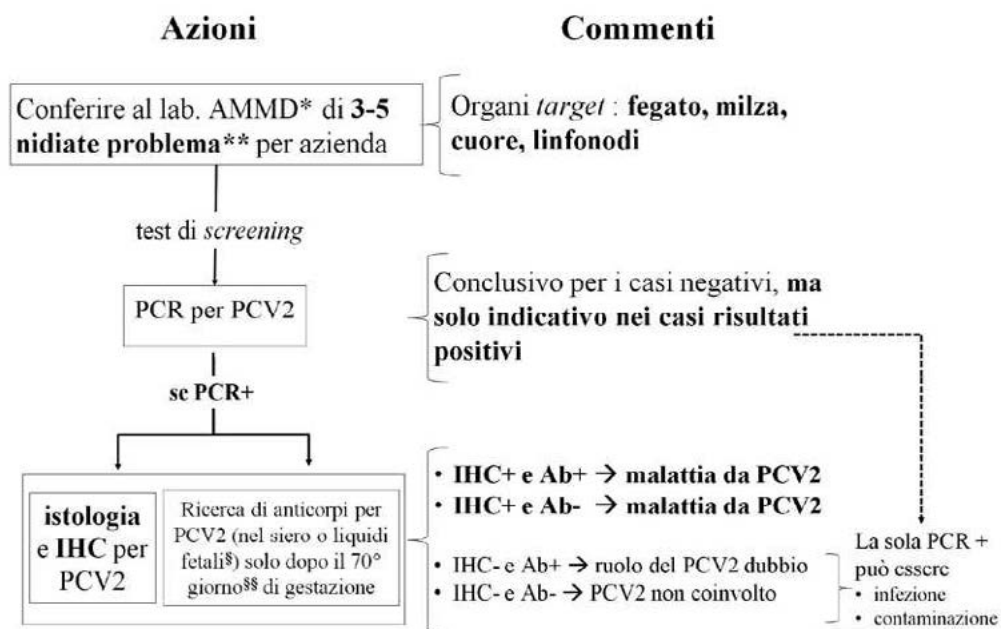 Azioni
Commenti
Conferire al lab. AMMD* di 3-5
nidiate problema** per azienda
Organi target : fegato, milza,
cuore, linfonodi
test di screening
PCR per PCV2
Conclusivo per i casi negativi, ma
solo indicativo nei casi risultati
positivi
se PCR+
istologia
e IHC per
PCV2
Ricerca di anticorpi per
PCV2 (nel siero o liquidi
fetali§) solo dopo il 70°
giorno§§ di gestazione
• IHC+ e Ab+ → malattia da PCV2
• IHC+ e Ab- → malattia da PCV2
• IHC- e Ab+ → ruolo del PCV2 dubbio
• IHC- e Ab- → PCV2 non coinvolto
La sola PCR +
può essere
• infezione
• contaminazione